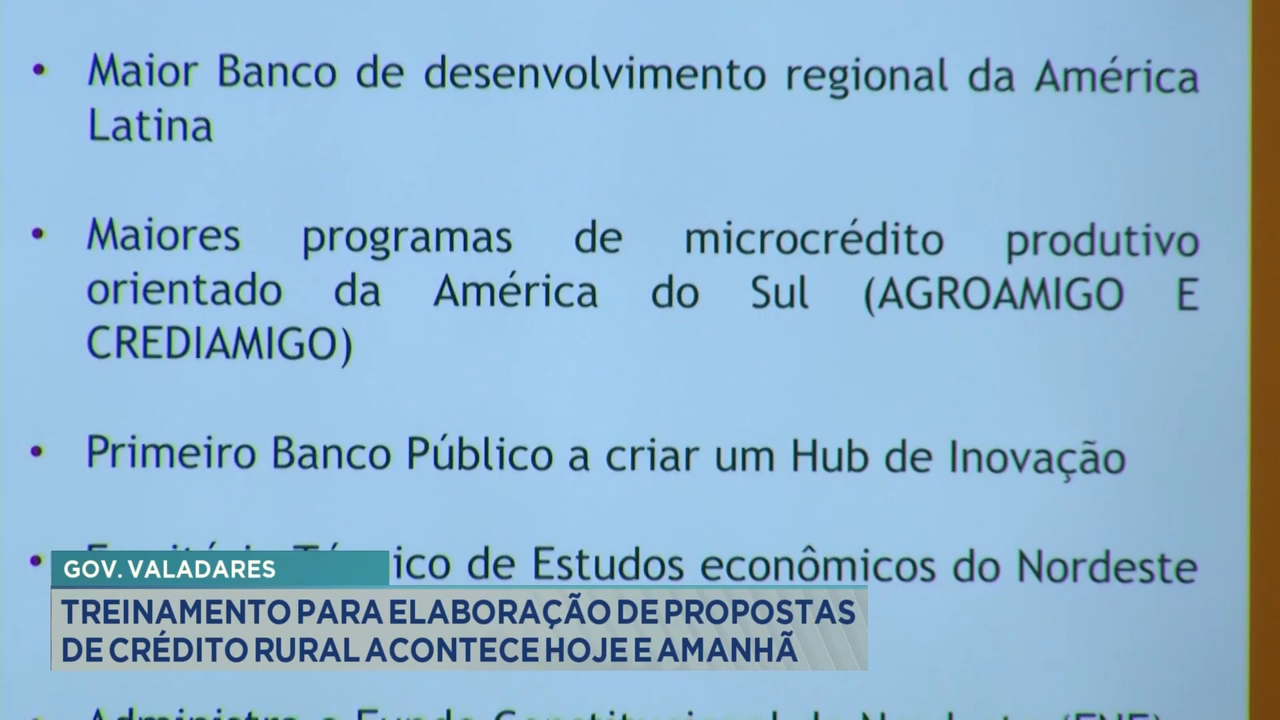 • Maior Banco de desenvolvimento regional da América
Latina
• Maiores programas de microcrédito produtivo
orientado da América do Sul (AGROAMIGO E
CREDIAMIGO)
• Primeiro Banco Público a criar um Hub de Inovação
• de Estudos econômicos do Nordeste
GOV. VALADARES
TREINAMENTO PARA ELABORAÇÃO DE PROPOSTAS
DE CRÉDITO RURAL ACONTECE HOJE E AMANHÃ